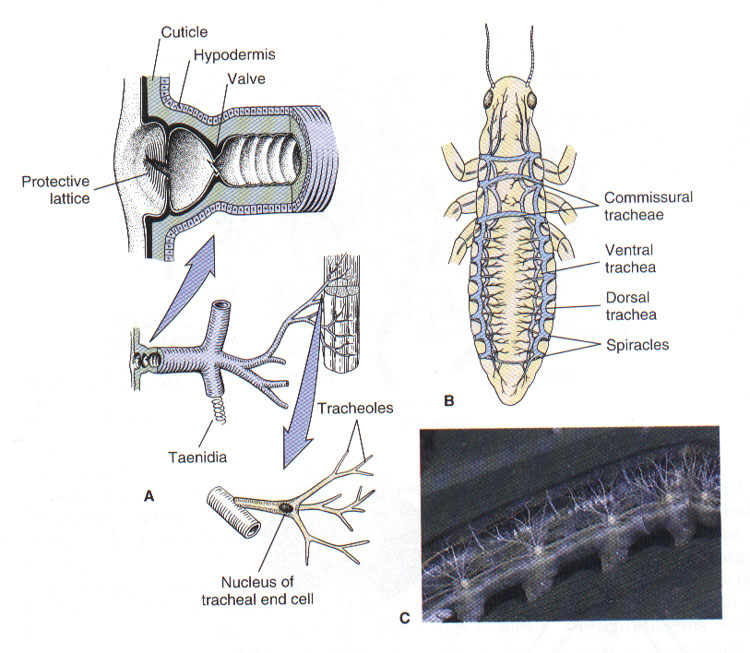 Cuticle
Hypodermis
Valve
Protective
lattice
Taenidia
Tracheoles
A
Nucleus of
tracheal end cell
Commissural
tracheae
Ventral
trachea
Dorsal
trachea
Spiracles
B
C